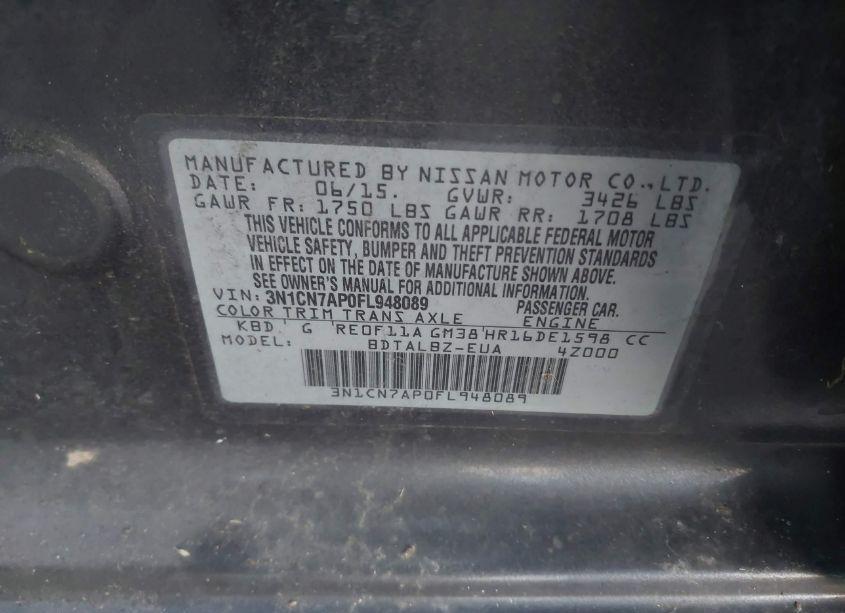 MANUFACTURED BY NISSAN MOTOR CO.,LTD.
DATE: 06/15. GVWR: 3426 LBS
GAWR FR: 1750 LBS GAWR RR: 1708 LBS
THIS VEHICLE CONFORMS TO ALL APPLICABLE FEDERAL MOTOR
VEHICLE SAFETY, BUMPER AND THEFT PREVENTION STANDARDS
IN EFFECT ON THE DATE OF MANUFACTURE SHOWN ABOVE.
SEE OWNER'S MANUAL FOR ADDITIONAL INFORMATION.
VIN: 3N1CN7AP0FL948089 PASSENGER CAR.
COLOR TRIM TRANS AXLE ENGINE
KBD G RE0F11A GM38 HR16DE1598 CC
MODEL: BDTALBZ-EUA 4Z000
3N1CN7AP0FL948089